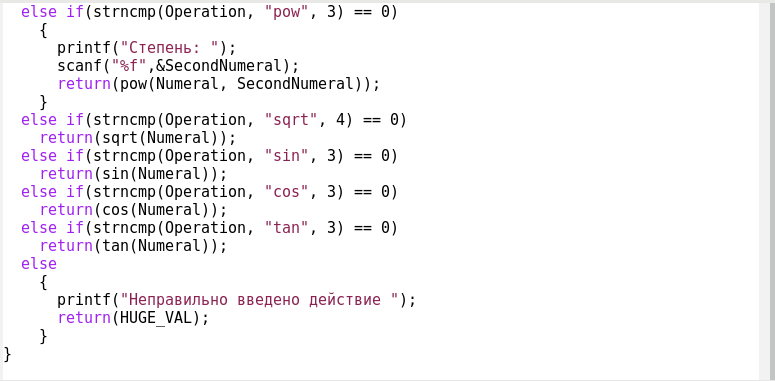 else if(strncmp(Operation, "pow", 3) == 0)
{
printf("Степень: ");
scanf("%f",&SecondNumeral);
return(pow(Numeral, SecondNumeral));
}
else if(strncmp(Operation, "sqrt", 4) == 0)
return(sqrt(Numeral));
else if(strncmp(Operation, "sin", 3) == 0)
return(sin(Numeral));
else if(strncmp(Operation, "cos", 3) == 0)
return(cos(Numeral));
else if(strncmp(Operation, "tan", 3) == 0)
return(tan(Numeral));
else
{
printf("Неправильно введено действие ");
return(HUGE_VAL);
}
}